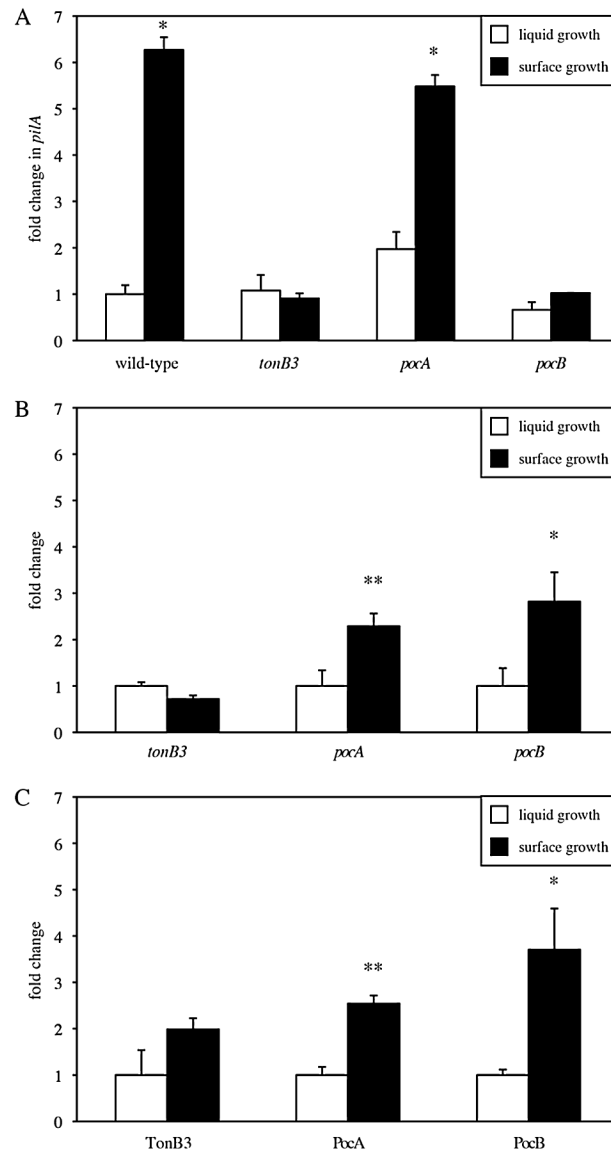 A
7
6
5
4
3
2
1
0
fold change in pilA
* *
liquid growth
surface growth
wild-type tonB3 pocA pocB
B
7
6
5
4
3
2
1
0
fold change
** *
liquid growth
surface growth
tonB3 pocA pocB
C
7
6
5
4
3
2
1
0
fold change
** *
liquid growth
surface growth
TonB3 PocA PocB